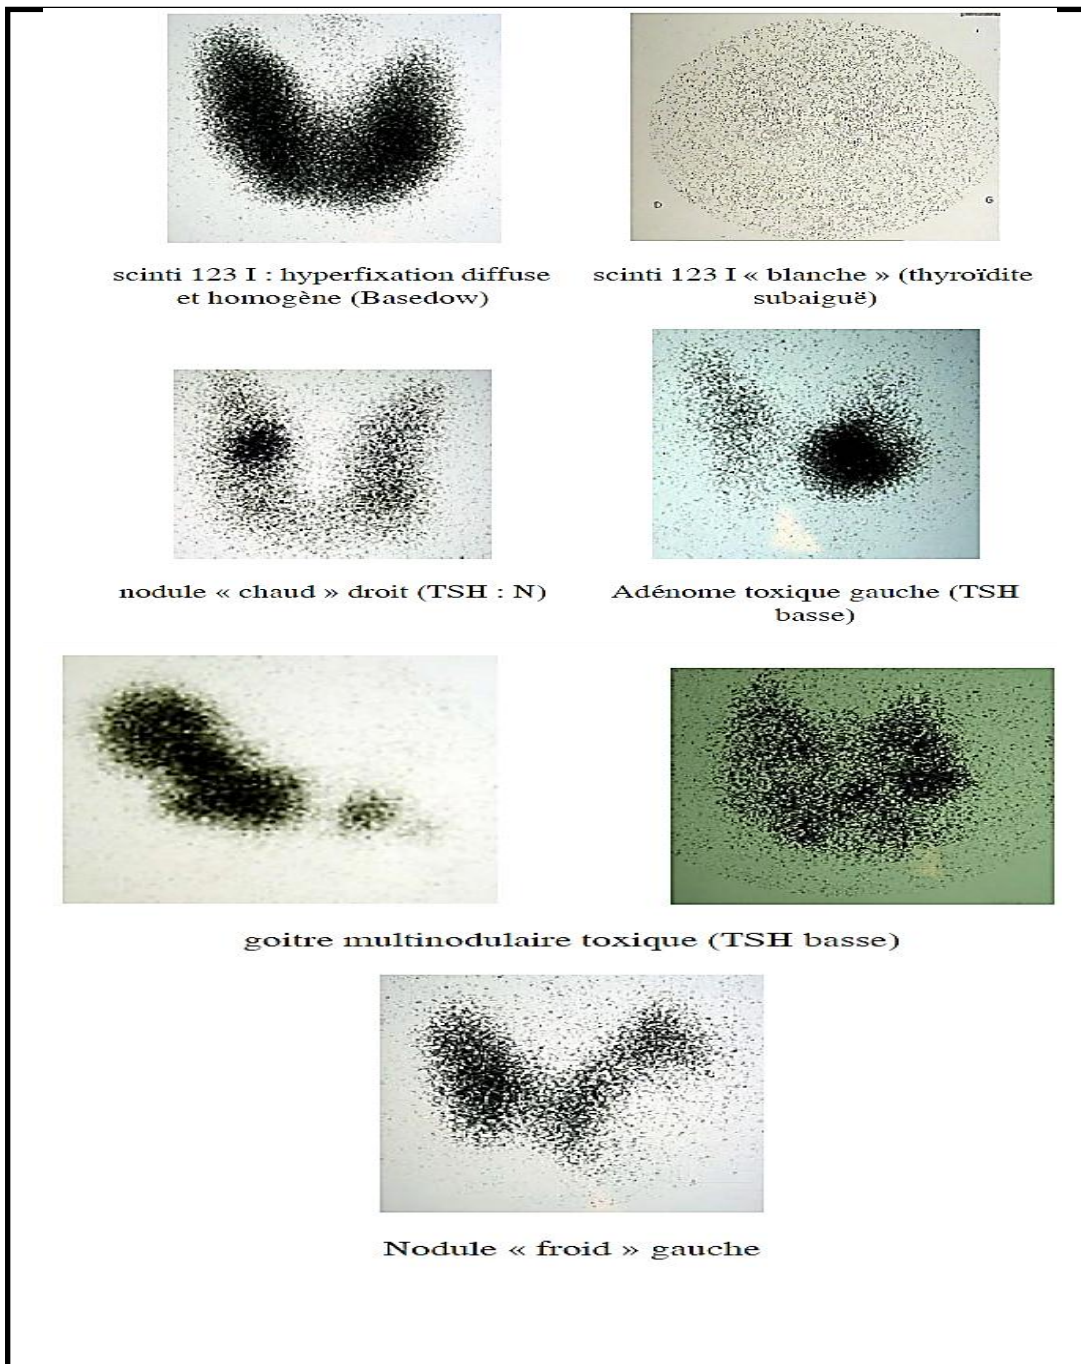 D
G
scinti 123 I : hyperfixation diffuse
et homogène (Basedow)
scinti 123 I « blanche » (thyroïdite
subaiguë)
nodule « chaud » droit (TSH : N)
Adénome toxique gauche (TSH
basse)
goitre multinodulaire toxique (TSH basse)
Nodule « froid » gauche